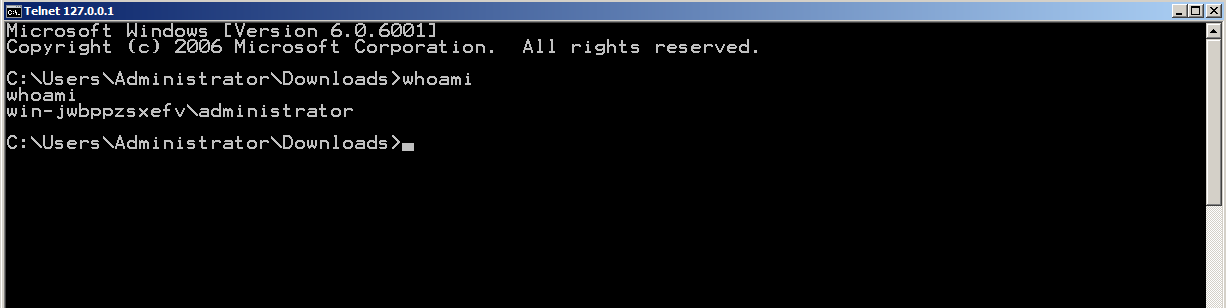 Telnet 127.0.0.1
Microsoft Windows [Version 6.0.6001]
Copyright (c) 2006 Microsoft Corporation.  All rights reserved.
C:\Users\Administrator\Downloads>whoami
whoami
win-jwbppzsxefv\administrator
C:\Users\Administrator\Downloads>